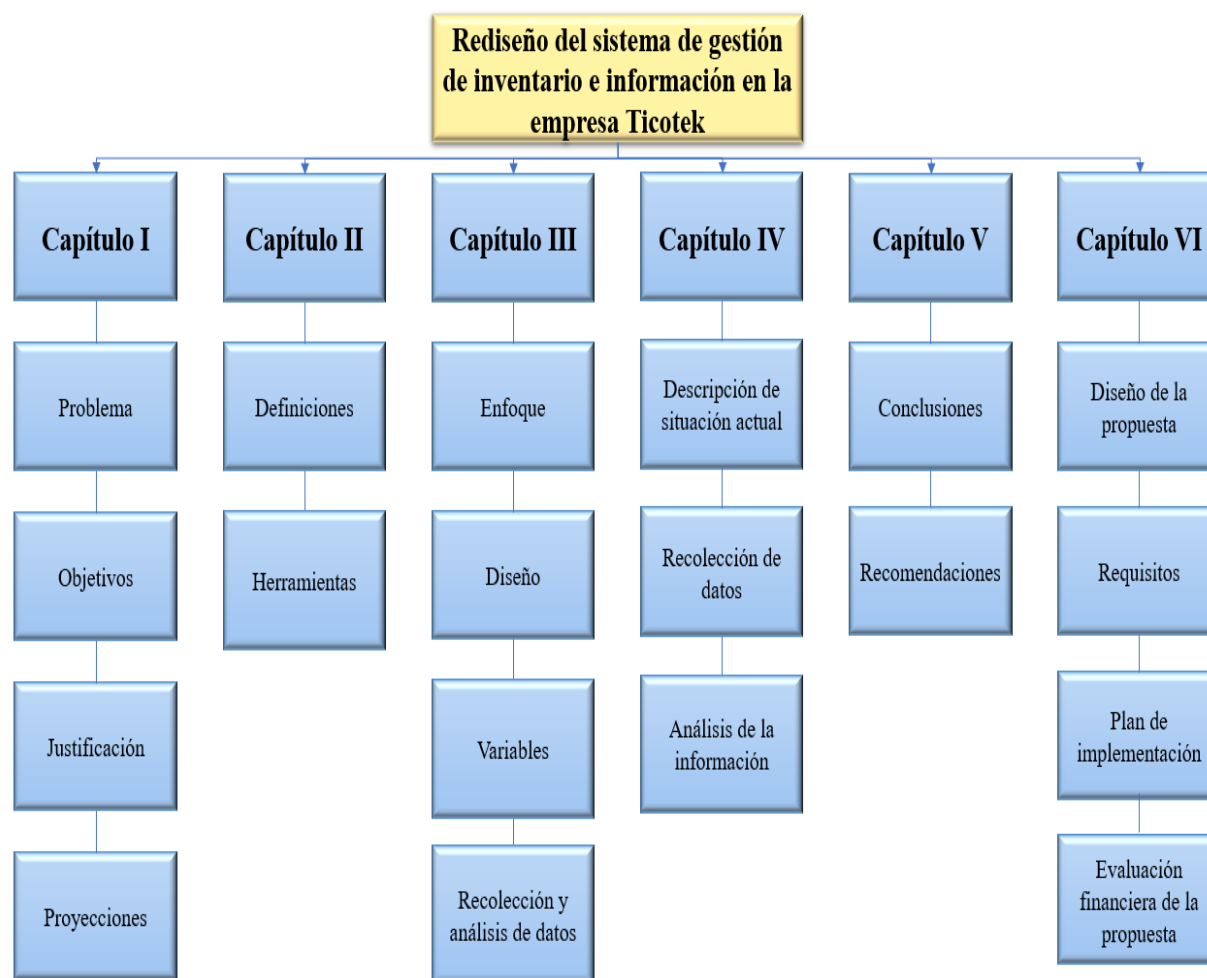 Rediseño del sistema de gestión
de inventario e información en la
empresa Ticotek
Capítulo I
Capítulo II
Capítulo III
Capítulo IV
Capítulo V
Capítulo VI
Problema
Definiciones
Enfoque
Descripción de
situación actual
Conclusiones
Diseño de la
propuesta
Objetivos
Herramientas
Diseño
Recolección de
datos
Recomendaciones
Requisitos
Justificación
Variables
Análisis de la
información
Plan de
implementación
Proyecciones
Recolección y
análisis de datos
Evaluación
financiera de la
propuesta